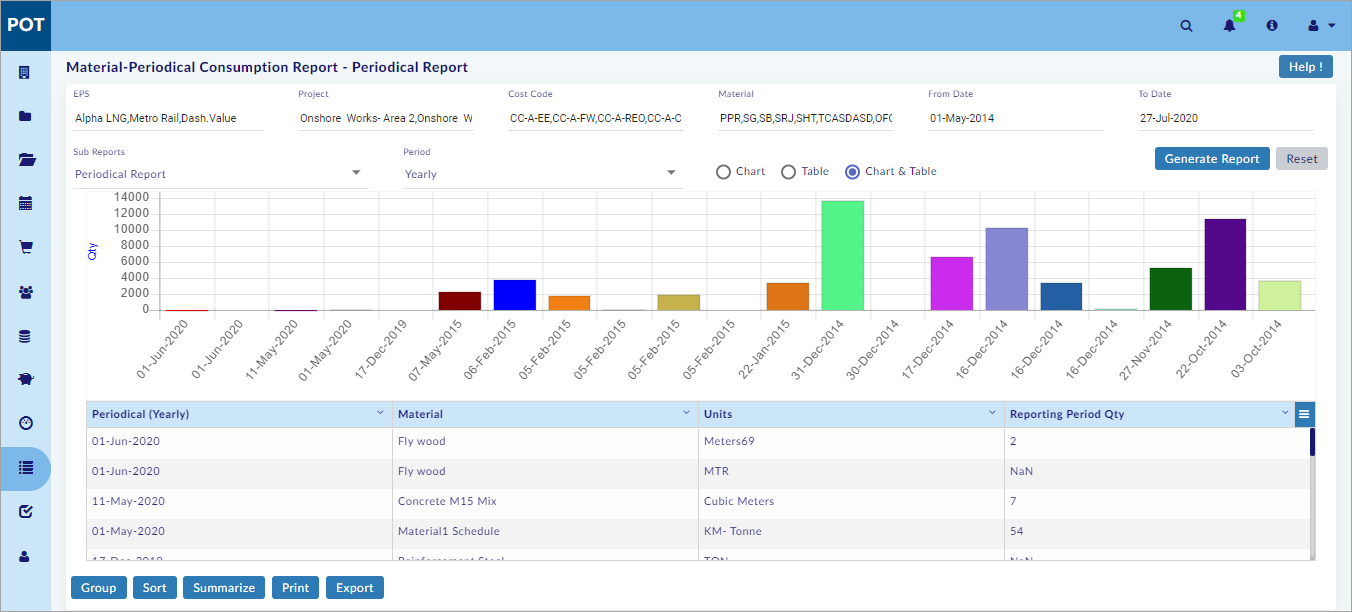 POT
4
Material-Periodical Consumption Report - Periodical Report
Help !
EPS
Project
Cost Code
Material
From Date
To Date
Alpha LNG,Metro Rail,Dash.Value
Onshore Works- Area 2,Onshore W
CC-A-EE,CC-A-FW,CC-A-REO,CC-A-C
PPR,SG,SB,SRJ,SHT,TCASDASD,OFC
01-May-2014
27-Jul-2020
Sub Reports
Period
Periodical Report
Yearly
Chart
Table
Chart & Table
Generate Report
Reset
Qty
14000
12000
10000
8000
6000
4000
2000
0
01-Jun-2020
01-Jun-2020
11-May-2020
01-May-2020
17-Dec-2019
07-May-2015
06-Feb-2015
05-Feb-2015
05-Feb-2015
05-Feb-2015
05-Feb-2015
22-Jan-2015
31-Dec-2014
30-Dec-2014
17-Dec-2014
16-Dec-2014
16-Dec-2014
16-Dec-2014
27-Nov-2014
22-Oct-2014
03-Oct-2014
Periodical (Yearly)
Material
Units
Reporting Period Qty
01-Jun-2020
Fly wood
Meters69
2
01-Jun-2020
Fly wood
MTR
NaN
11-May-2020
Concrete M15 Mix
Cubic Meters
7
01-May-2020
Material1 Schedule
KM- Tonne
54
17-Dec-2019
Reinforcement Steel
TON
NaN
Group
Sort
Summarize
Print
Export